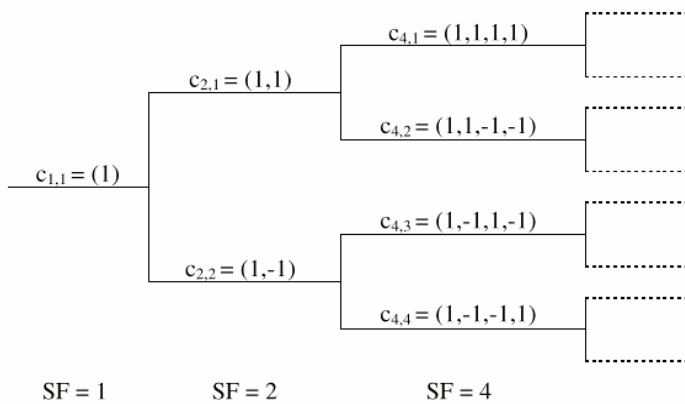 c4,1 = (1,1,1,1)
c2,1 = (1,1)
c4,2 = (1,1,-1,-1)
c1,1 = (1)
c4,3 = (1,-1,1,-1)
c2,2 = (1,-1)
c4,4 = (1,-1,-1,1)
SF = 1 SF = 2 SF = 4